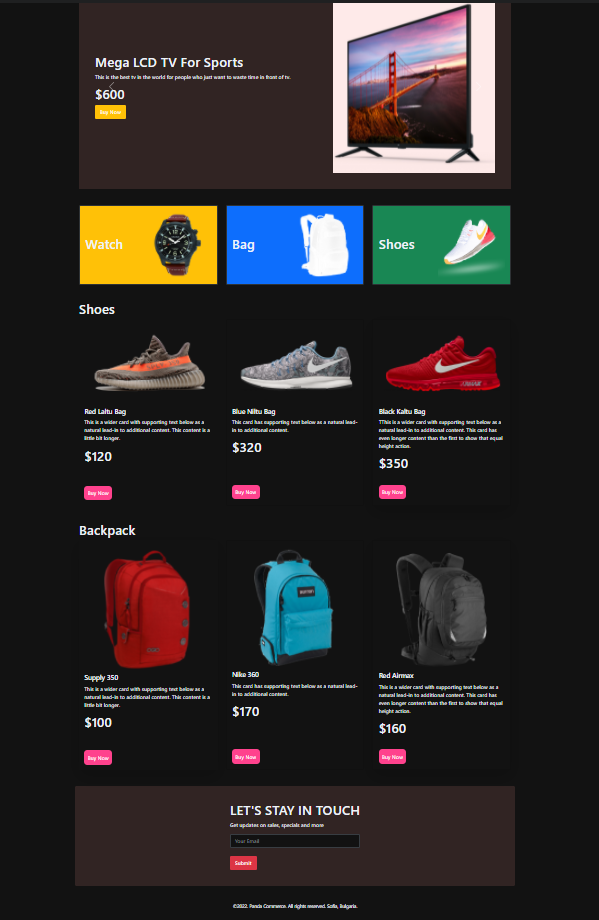 Mega LCD TV For Sports
This is the best tv in the world for people who just want to waste time in front of tv.
$600
Buy Now
Watch
Bag
Shoes
Shoes
Red Laltu Bag
This is a wider card with supporting text below as a
natural lead-in to additional content. This content is a
little bit longer.
$120
Buy Now
Blue Niltu Bag
This card has supporting text below as a natural lead-
in to additional content.
$320
Buy Now
Black Kaltu Bag
TThis is a wider card with supporting text below as a
natural lead-in to additional content. This card has
even longer content than the first to show that equal
height action.
$350
Buy Now
Backpack
Supply 350
This is a wider card with supporting text below as a
natural lead-in to additional content. This content is a
little bit longer.
$100
Buy Now
Nike 360
This card has supporting text below as a natural lead-
in to additional content.
$170
Buy Now
Red Airmax
This is a wider card with supporting text below as a
natural lead-in to additional content. This card has
even longer content than the first to show that equal
height action.
$160
Buy Now
LET'S STAY IN TOUCH
Get updates on sales, specials and more
Your Email
Submit
©2022. Panda Commerce. All rights reserved. Sofia, Bulgaria.